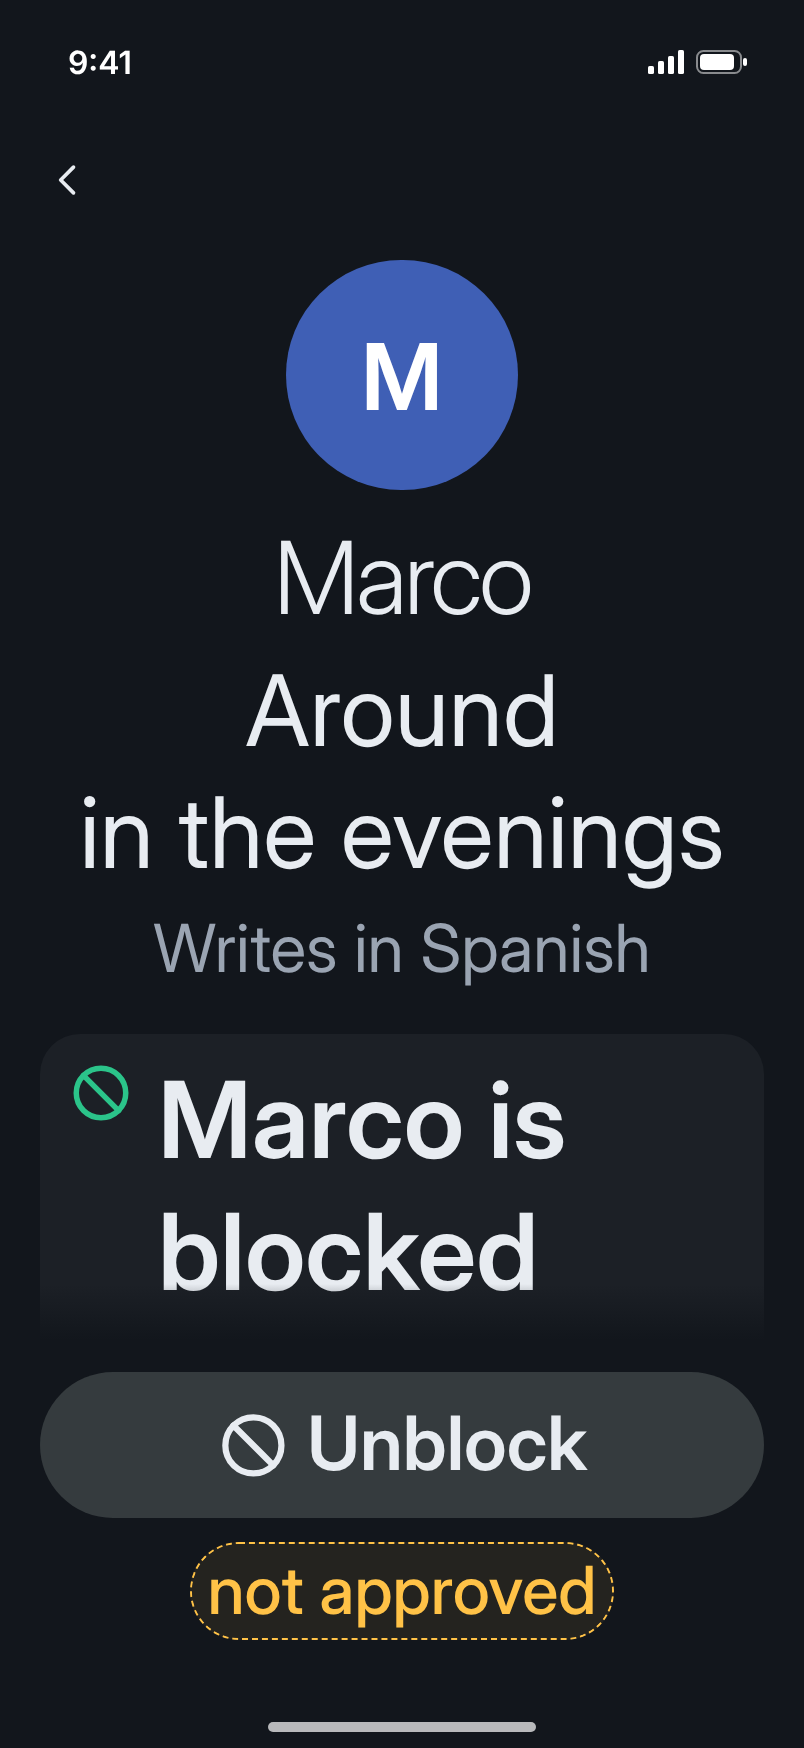 9:41
M
Marco
Around
in the evenings
Writes in Spanish
Marco is
blocked
Unblock
not approved